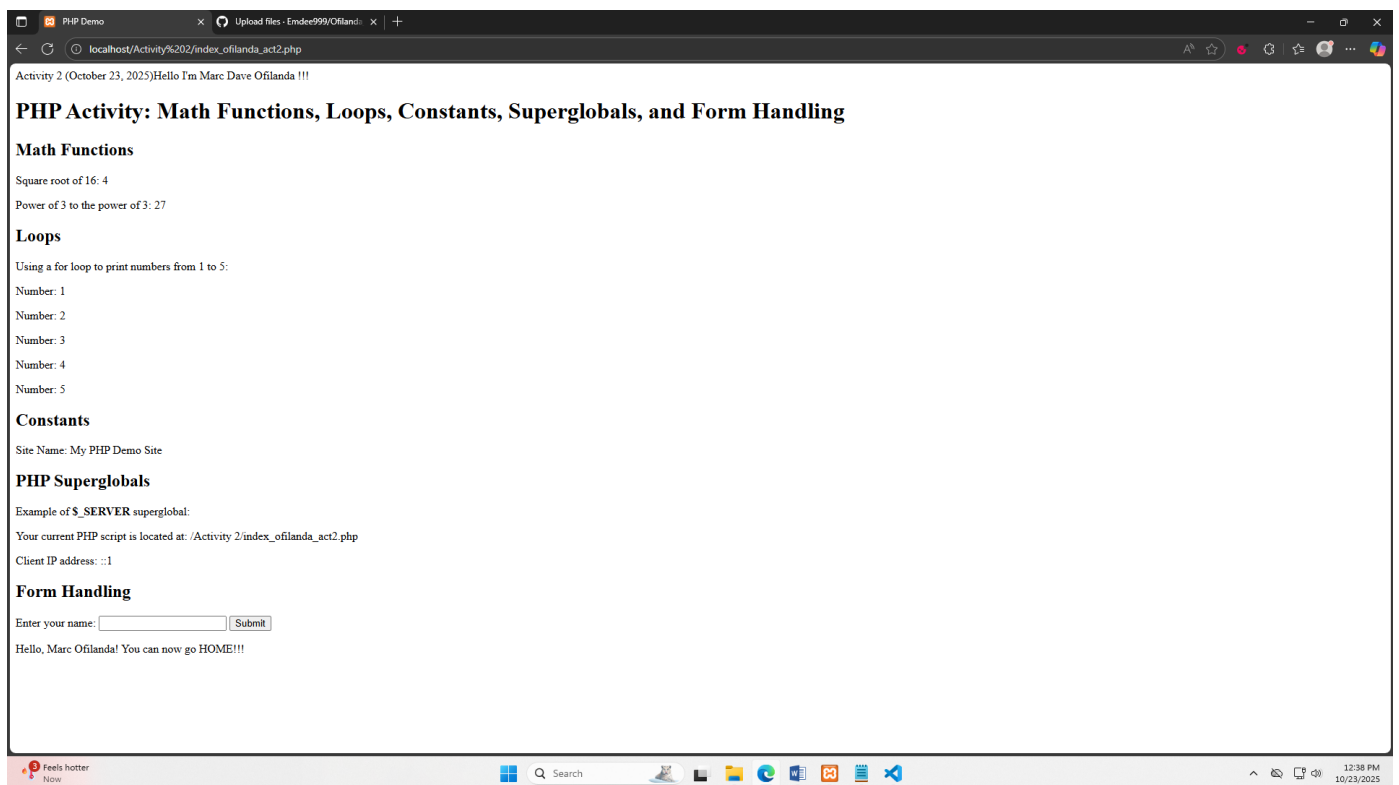 PHP Demo
Upload files · Emdee999/Ofilanda
localhost/Activity%202/index_ofilanda_act2.php
Activity 2 (October 23, 2025)Hello I'm Marc Dave Ofilanda !!!
PHP Activity: Math Functions, Loops, Constants, Superglobals, and Form Handling
Math Functions
Square root of 16: 4
Power of 3 to the power of 3: 27
Loops
Using a for loop to print numbers from 1 to 5:
Number: 1
Number: 2
Number: 3
Number: 4
Number: 5
Constants
Site Name: My PHP Demo Site
PHP Superglobals
Example of $_SERVER superglobal:
Your current PHP script is located at: /Activity 2/index_ofilanda_act2.php
Client IP address: ::1
Form Handling
Enter your name: Submit
Hello, Marc Ofilanda! You can now go HOME!!!
3 Feels hotter
Now
Search
12:38 PM
10/23/2025